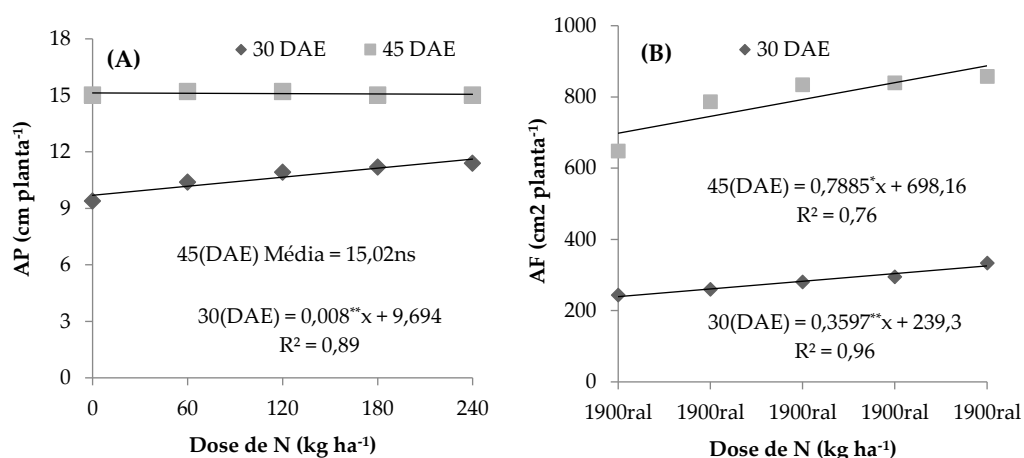 (A)
30 DAE
45 DAE
18
15
12
9
6
3
0
AP (cm planta⁻¹)
45(DAE) Média = 15,02ns
30(DAE) = 0,008**x + 9,694
R² = 0,89
0 60 120 180 240
Dose de N (kg ha⁻¹)
(B)
30 DAE
1000
800
600
400
200
0
AF (cm2 planta⁻¹)
45(DAE) = 0,7885*x + 698,16
R² = 0,76
30(DAE) = 0,3597**x + 239,3
R² = 0,96
1900ral 1900ral 1900ral 1900ral 1900ral
Dose de N (kg ha⁻¹)